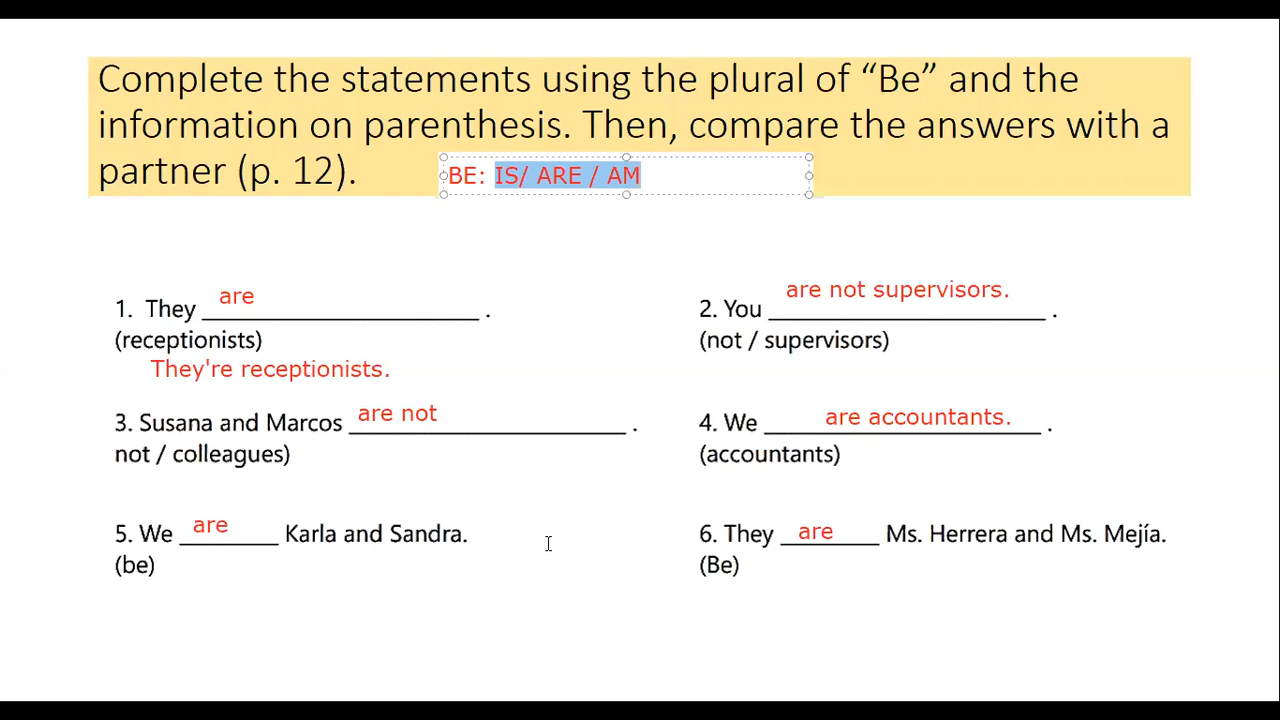 Complete the statements using the plural of “Be” and the
information on parenthesis. Then, compare the answers with a
partner (p. 12).
BE: IS/ ARE / AM
1. They are ______________________ .
(receptionists)
They're receptionists.
2. You are not supervisors. ______________________ .
(not / supervisors)
3. Susana and Marcos are not ______________________ .
not / colleagues)
4. We are accountants. ______________________ .
(accountants)
5. We are ________ Karla and Sandra.
(be)
6. They are ________ Ms. Herrera and Ms. Mejía.
(Be)